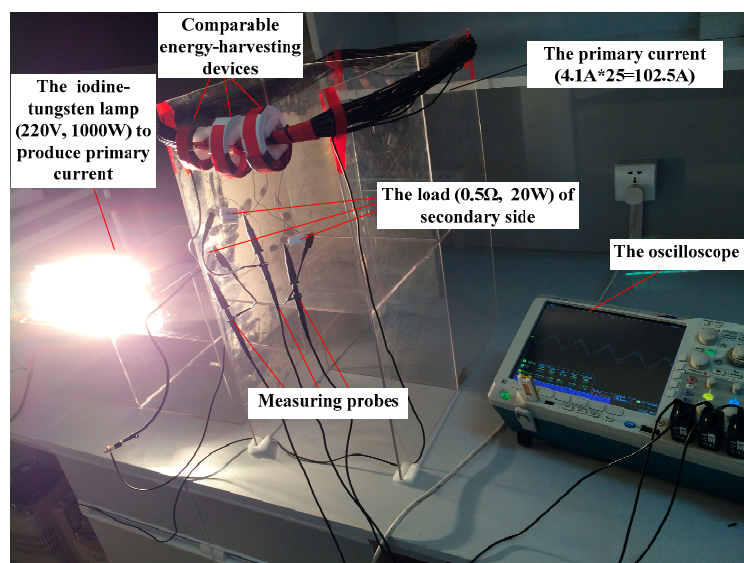 Comparable
energy-harvesting
devices
The primary current
(4.1A*25=102.5A)
The iodine-
tungsten lamp
(220V, 1000W) to
produce primary
current
The load (0.5Ω, 20W) of
secondary side
The oscilloscope
Measuring probes